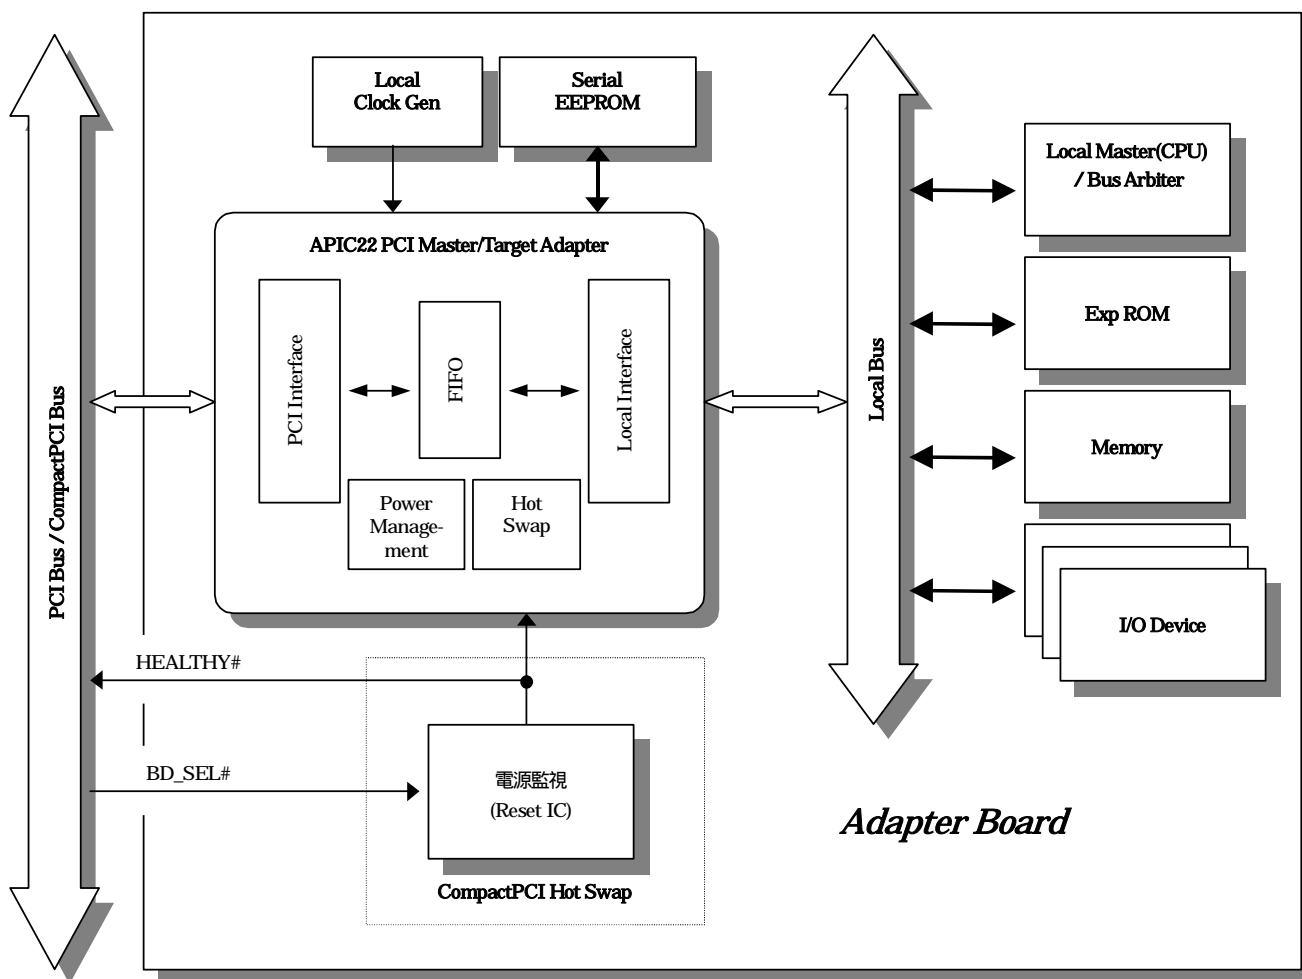 Local
Clock Gen
Serial
EEPROM
Local Master(CPU)
/ Bus Arbiter
APIC22 PCI Master/Target Adapter
Exp ROM
PCI Interface
FIFO
Local Interface
Local Bus
PCI Bus / CompactPCI Bus
Memory
Power
Manage-
ment
Hot
Swap
I/O Device
HEALTHY#
BD_SEL#
電源監視
(Reset IC)
Adapter Board
CompactPCI Hot Swap